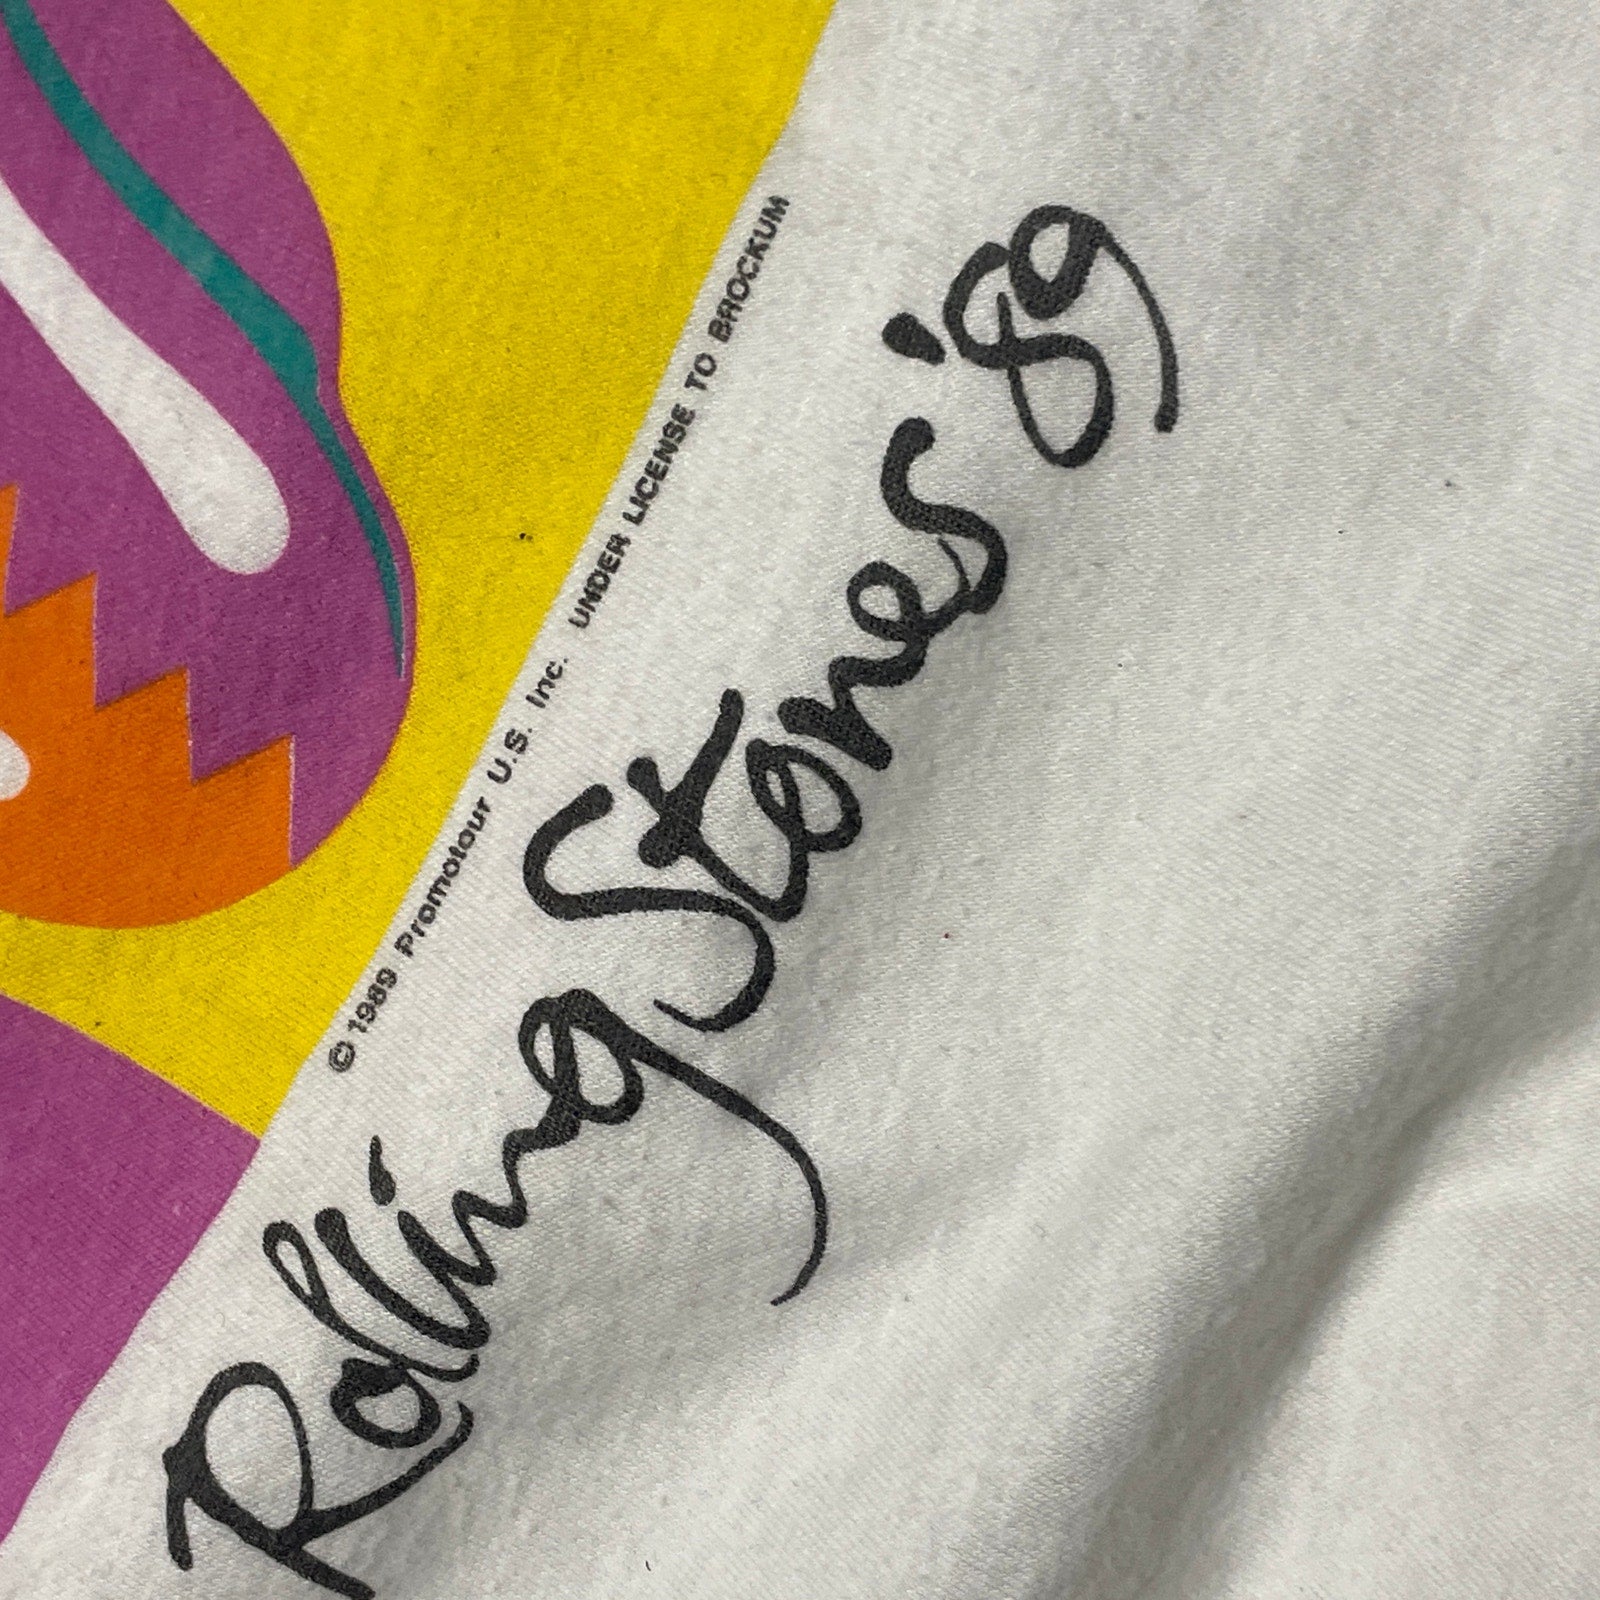 © 1989 Promotour U.S. Inc. UNDER LICENSE TO BROCKUM
Rolling Stones '89